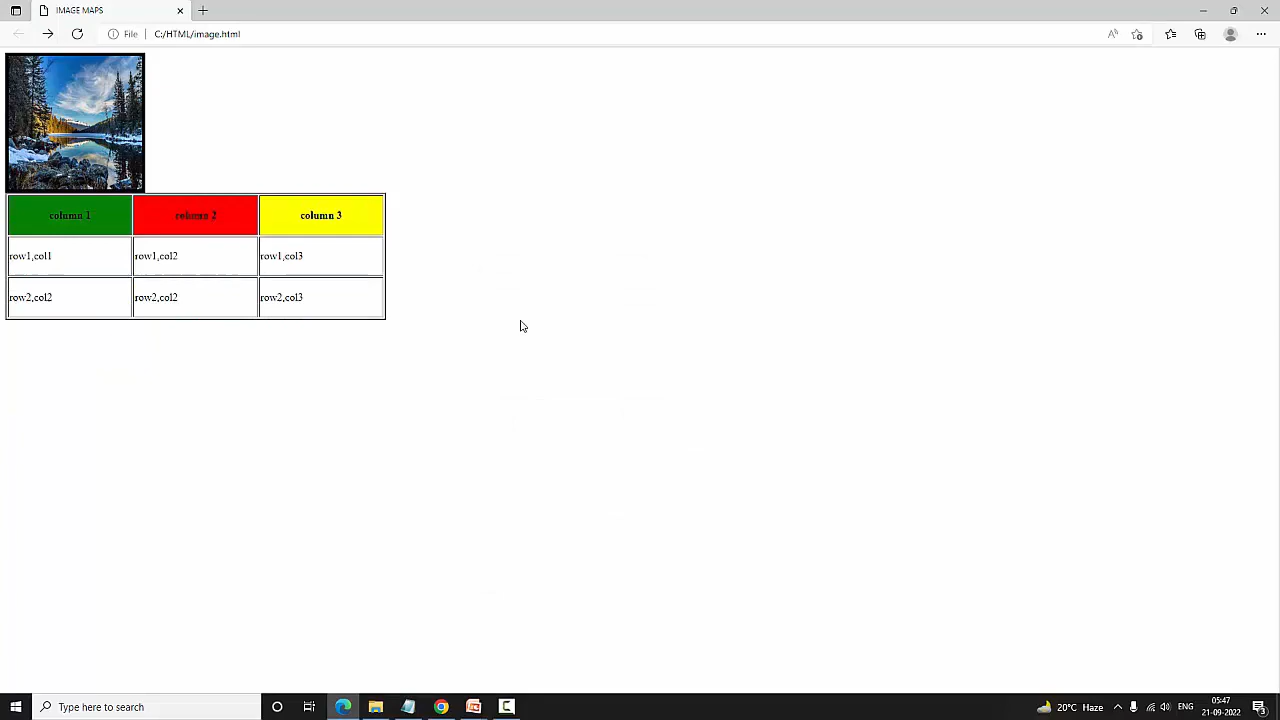 IMAGE MAPS
File C:/HTML/image.html
column 1 column 2 column 3
row1,col1 row1,col2 row1,col3
row2,col2 row2,col2 row2,col3
Type here to search
20°C Haze ENG 05:47
21-09-2022